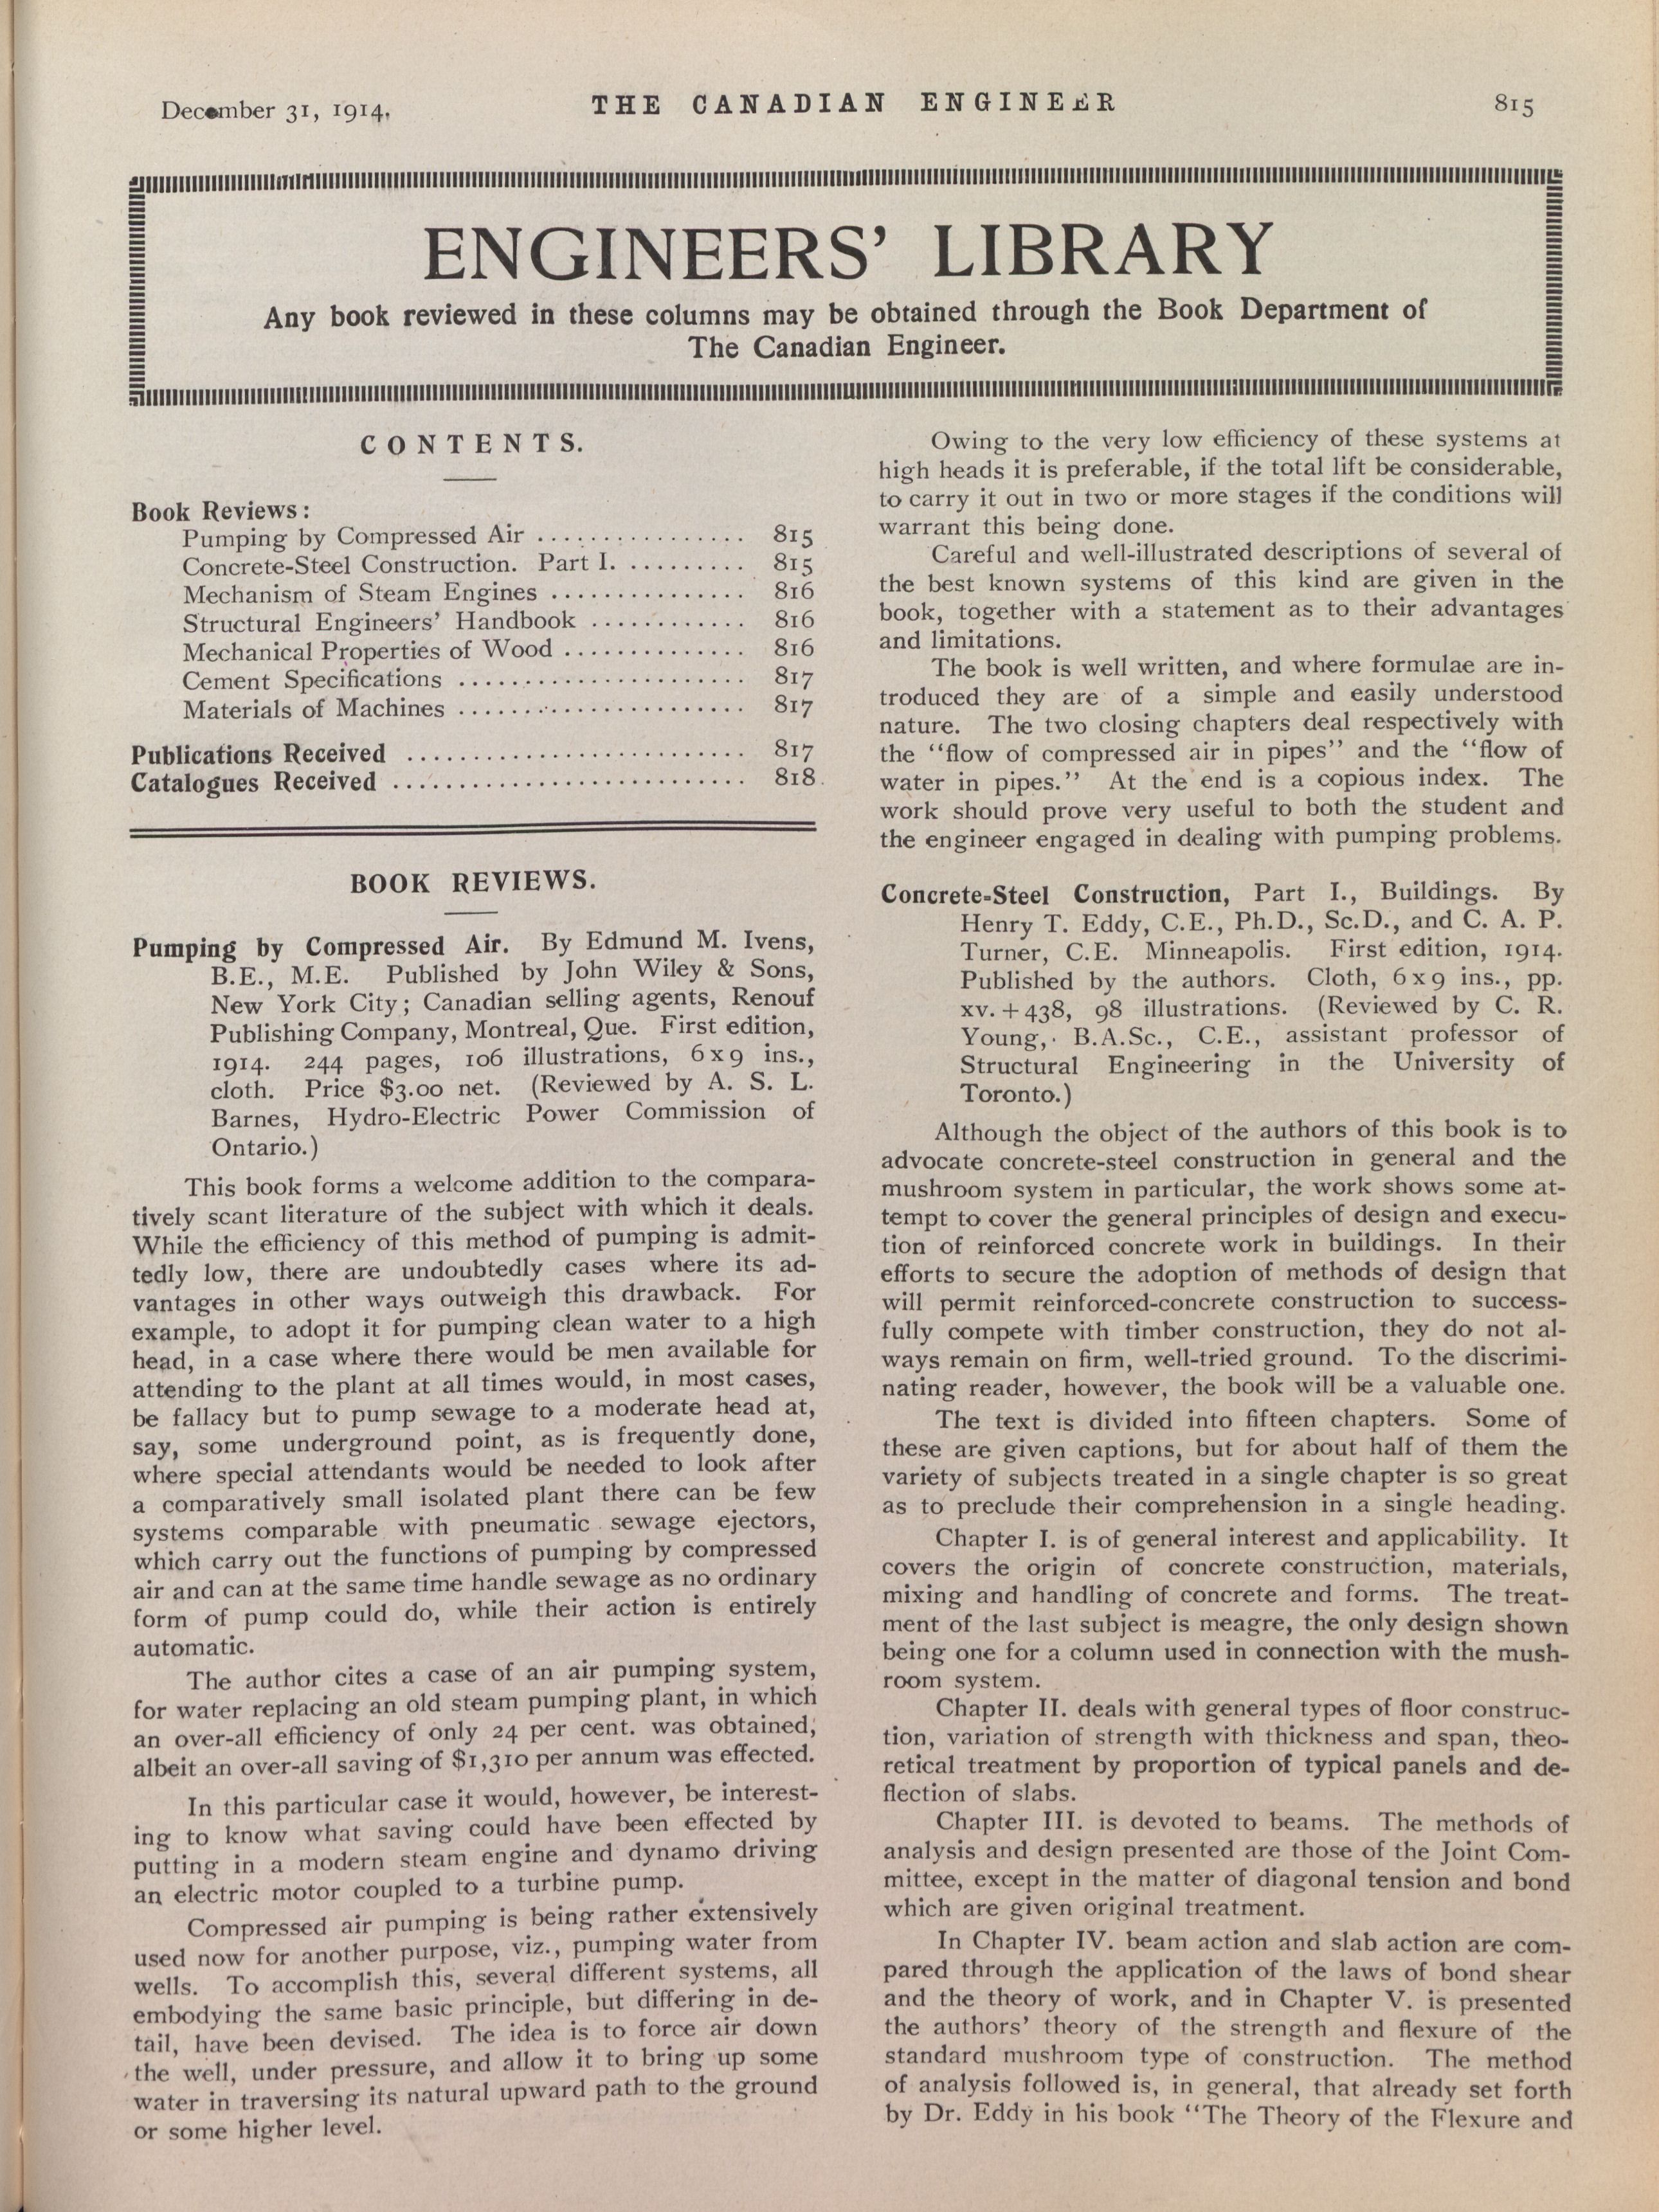 December 31, 1914.
THE CANADIAN ENGINEER
815
ENGINEERS' LIBRARY
Any book reviewed in these columns may be obtained through the Book Department of
The Canadian Engineer.
CONTENTS.
Book Reviews:
Pumping by Compressed Air ................ 815
Concrete-Steel Construction. Part I. .......... 815
Mechanism of Steam Engines ............... 816
Structural Engineers' Handbook ............ 816
Mechanical Properties of Wood .............. 816
Cement Specifications ...................... 817
Materials of Machines ...................... 817
Publications Received .......................... 817
Catalogues Received ........................... 818
BOOK REVIEWS.
Pumping by Compressed Air. By Edmund M. Ivens,
B.E., M.E. Published by John Wiley & Sons,
New York City; Canadian selling agents, Renouf
Publishing Company, Montreal, Que. First edition,
1914. 244 pages, 106 illustrations, 6 x 9 ins.,
cloth. Price $3.00 net. (Reviewed by A. S. L.
Barnes, Hydro-Electric Power Commission of
Ontario.)
This book forms a welcome addition to the compara-
tively scant literature of the subject with which it deals.
While the efficiency of this method of pumping is admit-
tedly low, there are undoubtedly cases where its ad-
vantages in other ways outweigh this drawback. For
example, to adopt it for pumping clean water to a high
head, in a case where there would be men available for
attending to the plant at all times would, in most cases,
be fallacy but to pump sewage to a moderate head at,
say, some underground point, as is frequently done,
where special attendants would be needed to look after
a comparatively small isolated plant there can be few
systems comparable with pneumatic sewage ejectors,
which carry out the functions of pumping by compressed
air and can at the same time handle sewage as no ordinary
form of pump could do, while their action is entirely
automatic.
The author cites a case of an air pumping system,
for water replacing an old steam pumping plant, in which
an over-all efficiency of only 24 per cent. was obtained,
albeit an over-all saving of $1,310 per annum was effected.
In this particular case it would, however, be interest-
ing to know what saving could have been effected by
putting in a modern steam engine and dynamo driving
an electric motor coupled to a turbine pump.
Compressed air pumping is being rather extensively
used now for another purpose, viz., pumping water from
wells. To accomplish this, several different systems, all
embodying the same basic principle, but differing in de-
tail, have been devised. The idea is to force air down
the well, under pressure, and allow it to bring up some
water in traversing its natural upward path to the ground
or some higher level.
Owing to the very low efficiency of these systems at
high heads it is preferable, if the total lift be considerable,
to carry it out in two or more stages if the conditions will
warrant this being done.
Careful and well-illustrated descriptions of several of
the best known systems of this kind are given in the
book, together with a statement as to their advantages
and limitations.
The book is well written, and where formulae are in-
troduced they are of a simple and easily understood
nature. The two closing chapters deal respectively with
the "flow of compressed air in pipes" and the "flow of
water in pipes." At the end is a copious index. The
work should prove very useful to both the student and
the engineer engaged in dealing with pumping problems.
Concrete-Steel Construction, Part I., Buildings. By
Henry T. Eddy, C.E., Ph.D., Sc.D., and C. A. P.
Turner, C.E. Minneapolis. First edition, 1914.
Published by the authors. Cloth, 6 x 9 ins., pp.
xv. + 438, 98 illustrations. (Reviewed by C. R.
Young, B.A.Sc., C.E., assistant professor of
Structural Engineering in the University of
Toronto.)
Although the object of the authors of this book is to
advocate concrete-steel construction in general and the
mushroom system in particular, the work shows some at-
tempt to cover the general principles of design and execu-
tion of reinforced concrete work in buildings. In their
efforts to secure the adoption of methods of design that
will permit reinforced-concrete construction to success-
fully compete with timber construction, they do not al-
ways remain on firm, well-tried ground. To the discrimi-
nating reader, however, the book will be a valuable one.
The text is divided into fifteen chapters. Some of
these are given captions, but for about half of them the
variety of subjects treated in a single chapter is so great
as to preclude their comprehension in a single heading.
Chapter I. is of general interest and applicability. It
covers the origin of concrete construction, materials,
mixing and handling of concrete and forms. The treat-
ment of the last subject is meagre, the only design shown
being one for a column used in connection with the mush-
room system.
Chapter II. deals with general types of floor construc-
tion, variation of strength with thickness and span, theo-
retical treatment by proportion of typical panels and de-
flection of slabs.
Chapter III. is devoted to beams. The methods of
analysis and design presented are those of the Joint Com-
mittee, except in the matter of diagonal tension and bond
which are given original treatment.
In Chapter IV. beam action and slab action are com-
pared through the application of the laws of bond shear
and the theory of work, and in Chapter V. is presented
the authors' theory of the strength and flexure of the
standard mushroom type of construction. The method
of analysis followed is, in general, that already set forth
by Dr. Eddy in his book "The Theory of the Flexure and